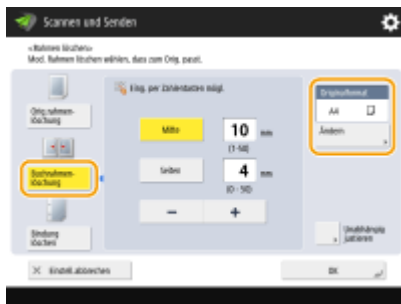 Scannen und Senden
<Rahmen löschen>
Mod. Rahmen löschen wählen, dass zum Orig. passt.
Eing. per Zahlentasten mögl.
Originalformat
A4
Ändern
Orig.rahmen-
löschung
Mitte
10 mm
(1-50)
Buchrahmen-
löschung
Seiten
4 mm
(0 - 50)
- +
Bindung
löschen
Unabhängig
justieren
× Einstell. abbrechen
OK